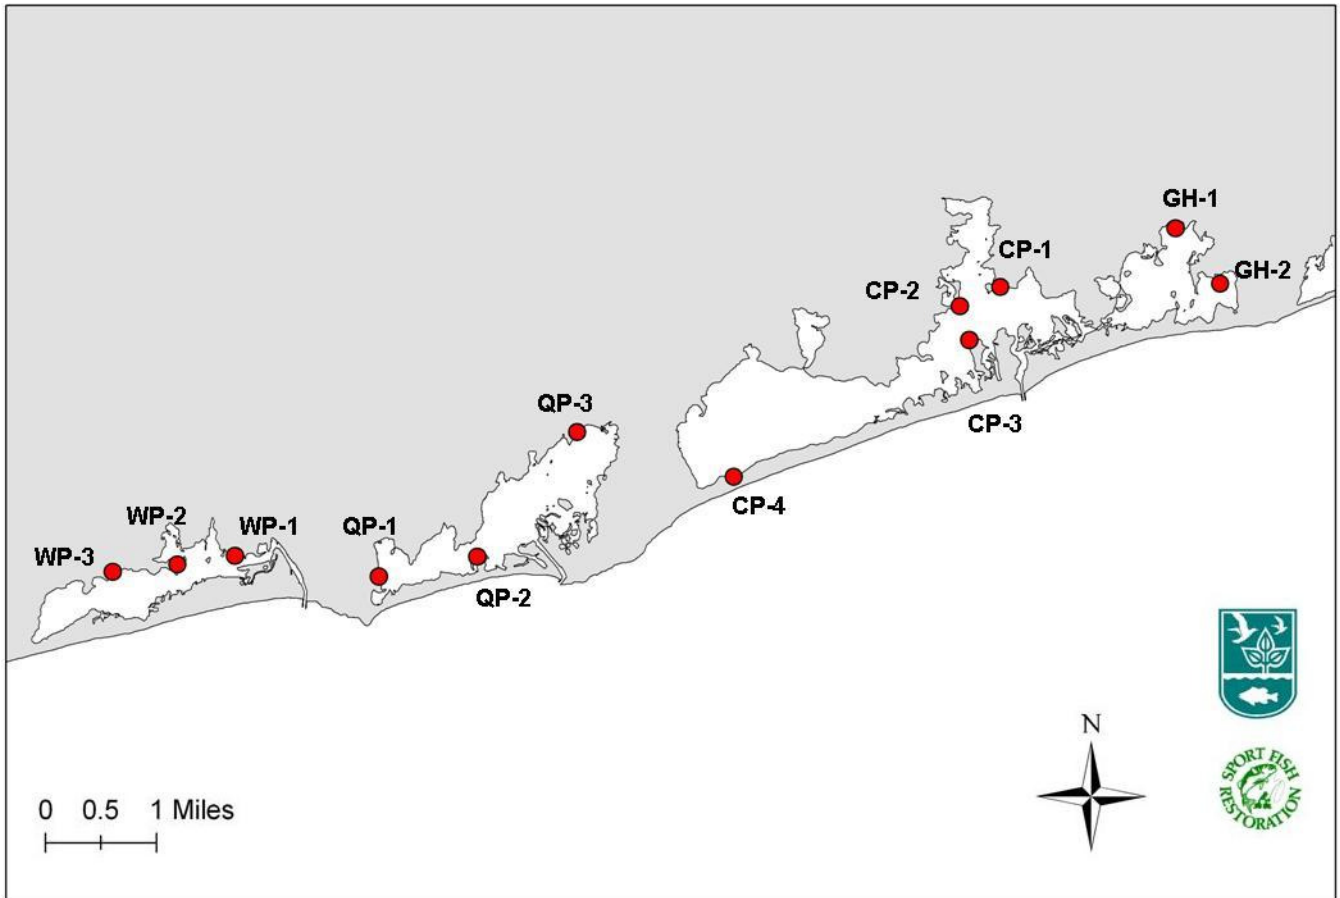 GH-1
CP-1
GH-2
CP-2
QP-3
CP-3
CP-4
WP-2
WP-1
QP-1
WP-3
QP-2
N
SPORT FISH
RESTORATION
0 0.5 1 Miles